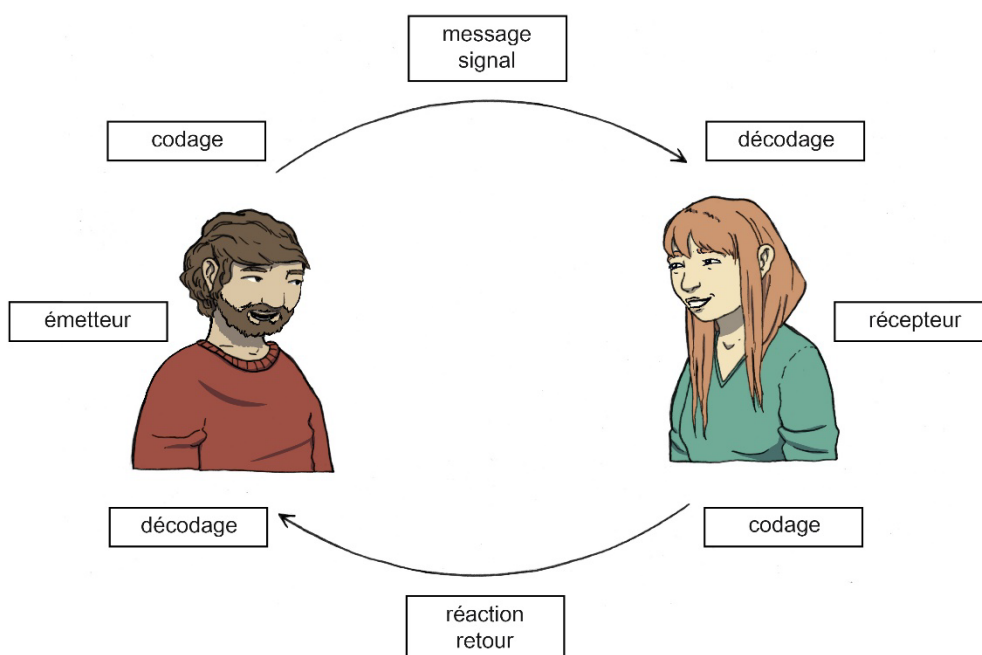 message
signal
codage
décodage
émetteur
récepteur
décodage
codage
réaction
retour